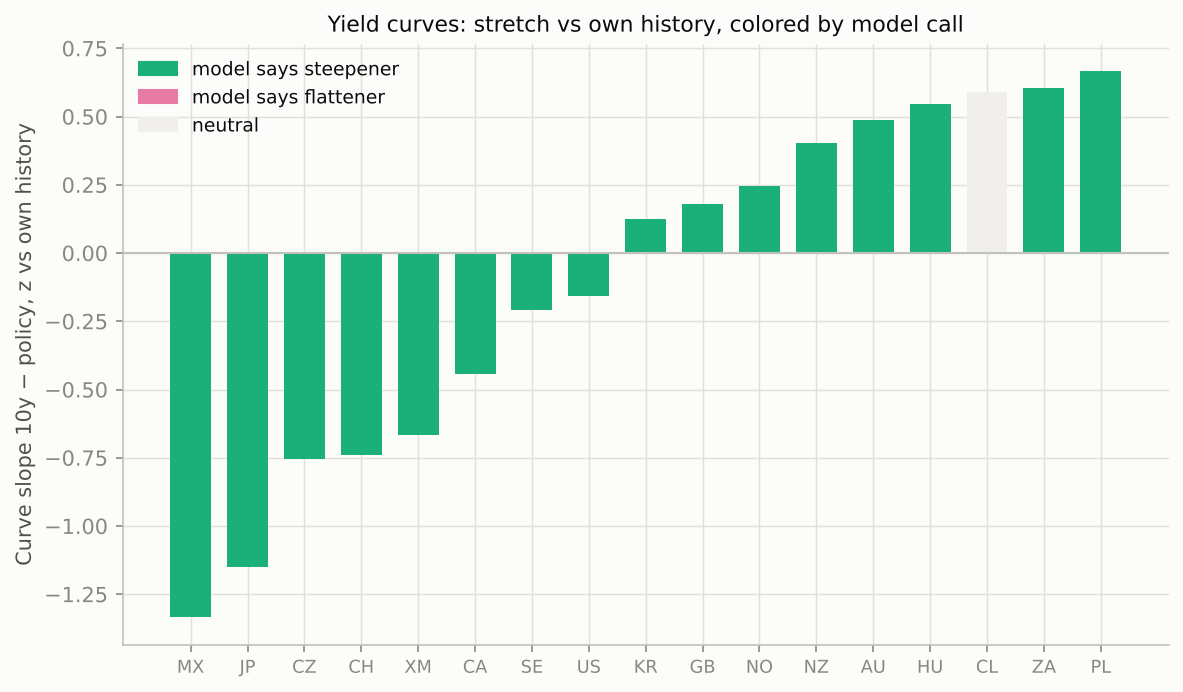 Yield curves: stretch vs own history, colored by model call
model says steepener
model says flattener
neutral
Curve slope 10y − policy, z vs own history
0.75
0.50
0.25
0.00
−0.25
−0.50
−0.75
−1.00
−1.25
MX JP CZ CH XM CA SE US KR GB NO NZ AU HU CL ZA PL